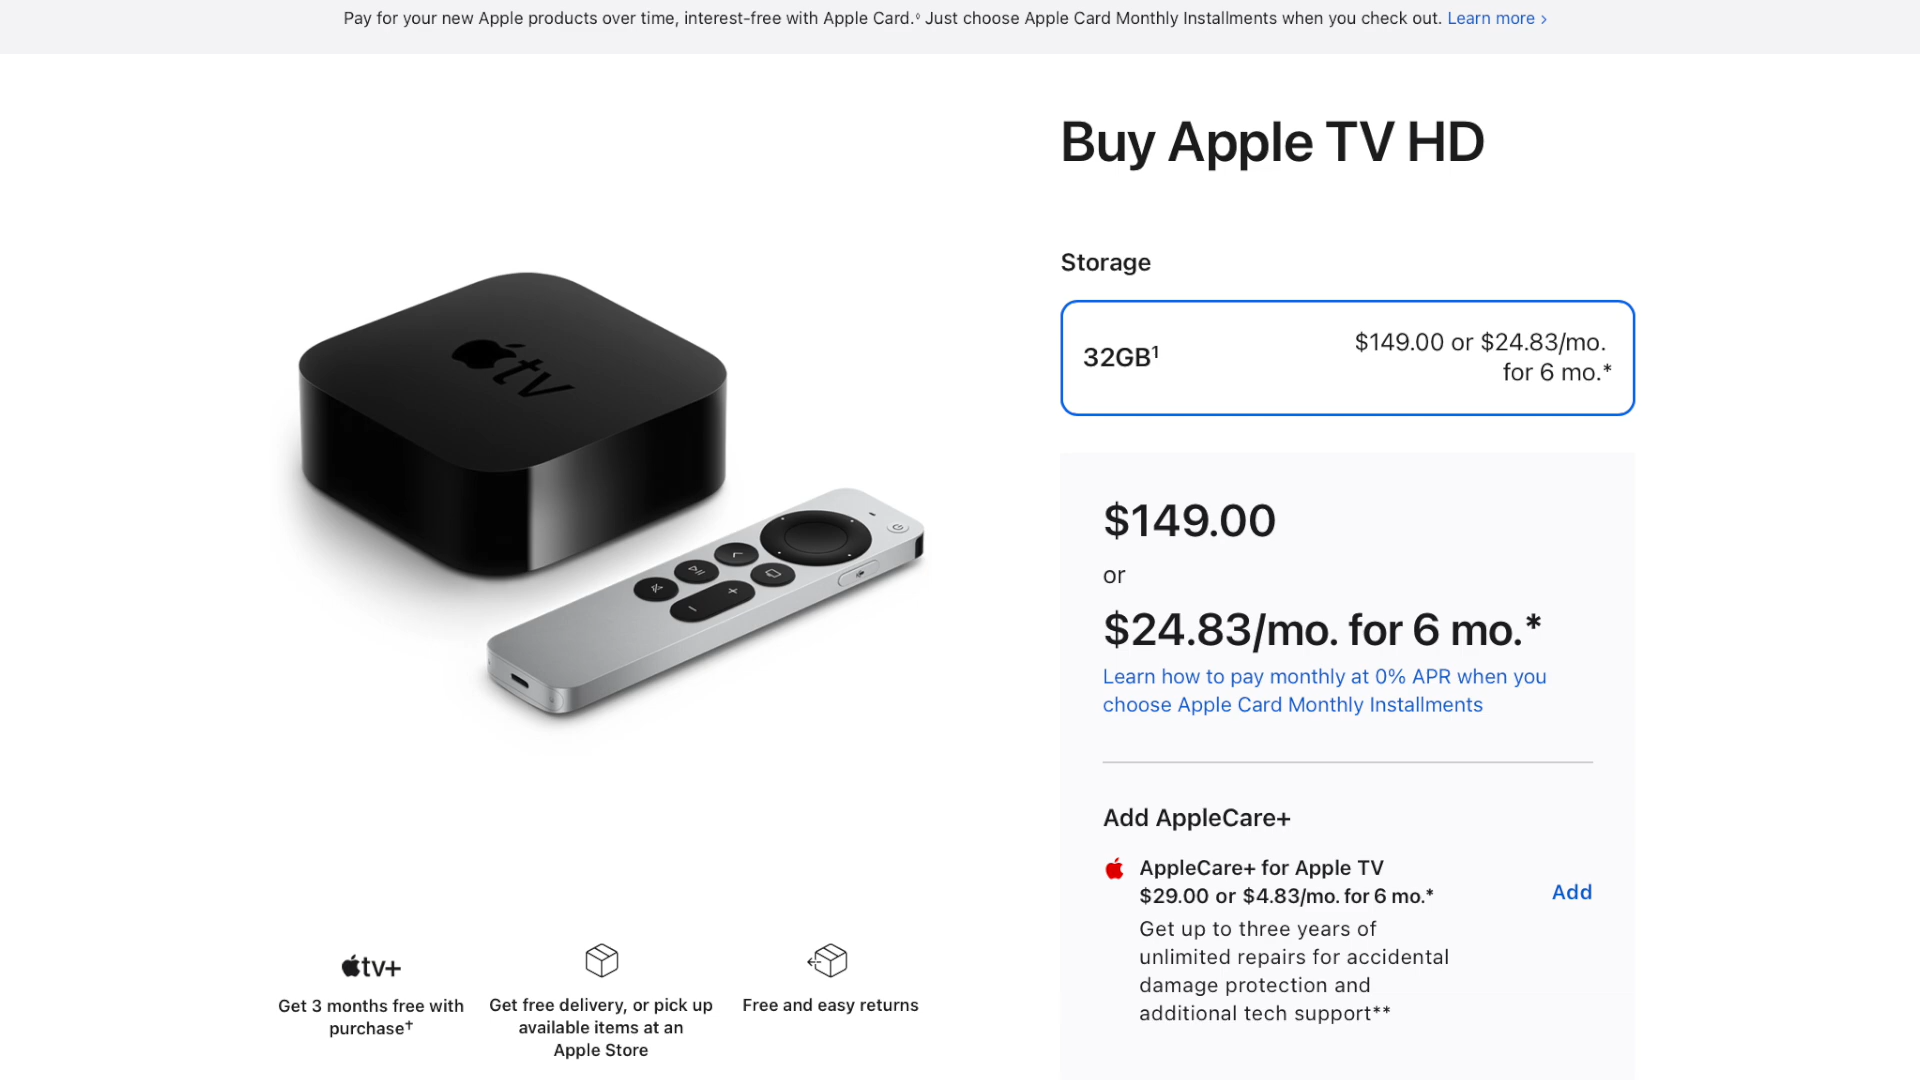 Pay for your new Apple products over time, interest-free with Apple Card.◊ Just choose Apple Card Monthly Installments when you check out. Learn more ›
Buy Apple TV HD
Storage
32GB¹
$149.00 or $24.83/mo.
for 6 mo.*
tv
$149.00
or
$24.83/mo. for 6 mo.*
Learn how to pay monthly at 0% APR when you
choose Apple Card Monthly Installments
Add AppleCare+
AppleCare+ for Apple TV
$29.00 or $4.83/mo. for 6 mo.*
Add
Get up to three years of
unlimited repairs for accidental
damage protection and
additional tech support**
tv+
Get 3 months free with
purchase†
Get free delivery, or pick up
available items at an
Apple Store
Free and easy returns